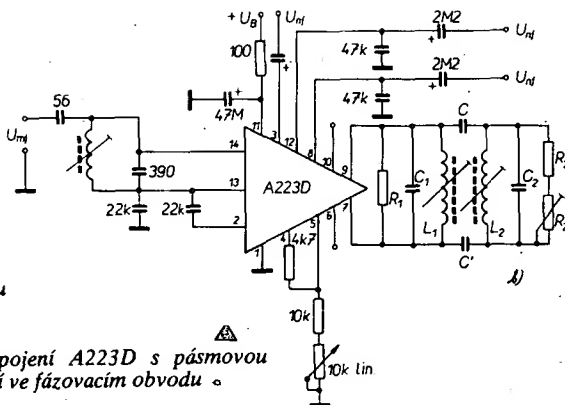 +U_B
U_nf
2M2
U_nf
100
47k
2M2
U_nf
47M
47k
56
U_mf
11
3
12
8
10
9
14
390
A223D
13
22k
22k
2
1
4
5
6
7
4k7
R_1
C_1
L_1
C
C'
L_2
C_2
10k
10k lin.
b)
pojení A223D s pásmovou
í ve fázovacím obvodu